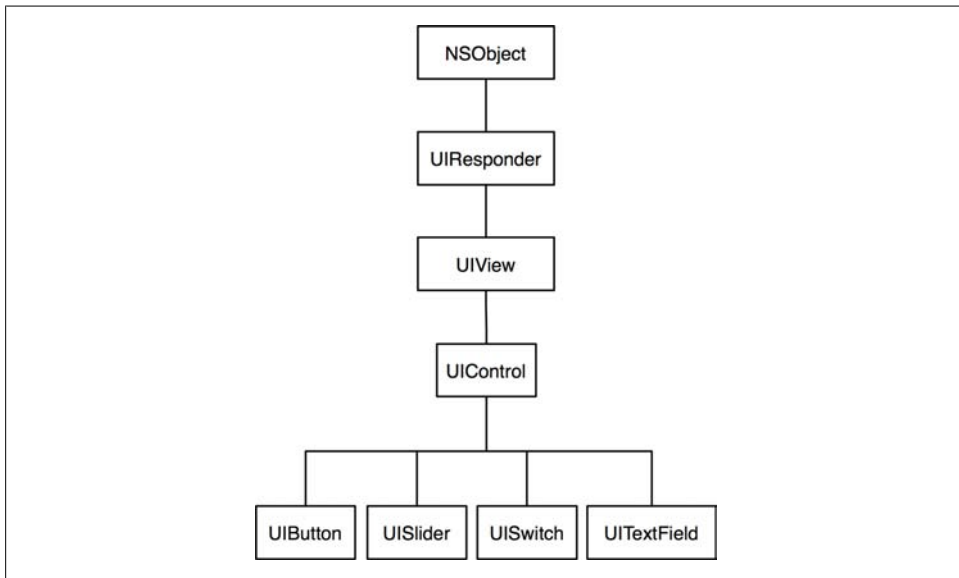 NSObject
UIResponder
UIView
UIControl
UIButton
UISlider
UISwitch
UITextField